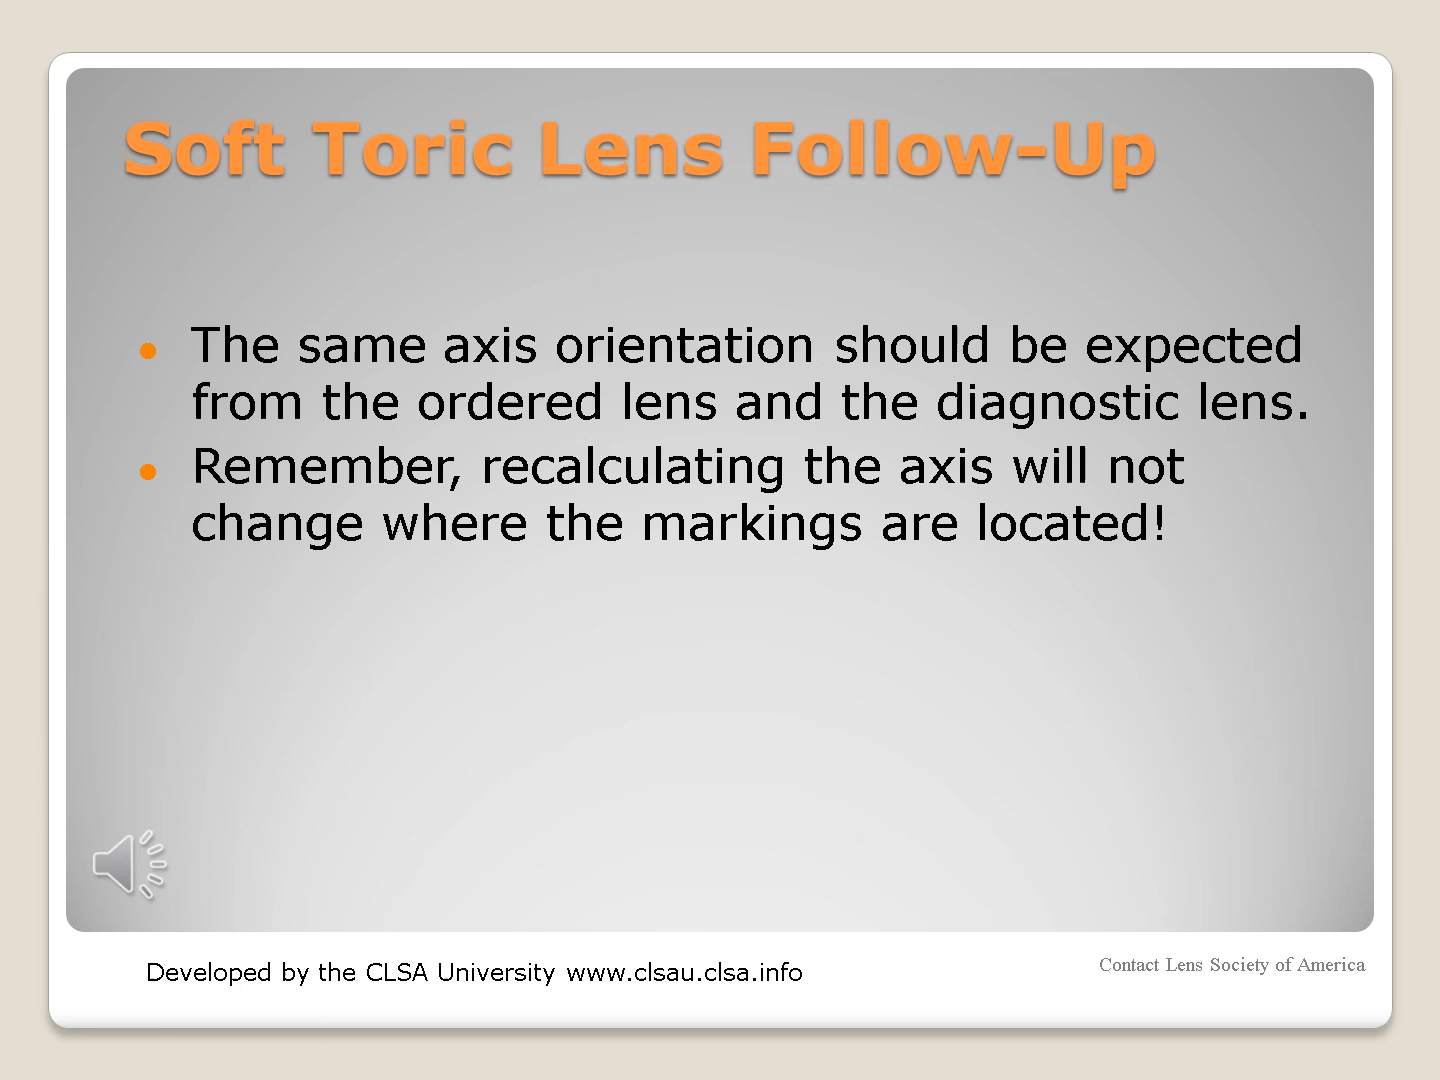 Soft Toric Lens Follow-Up
• The same axis orientation should be expected
from the ordered lens and the diagnostic lens.
• Remember, recalculating the axis will not
change where the markings are located!
Developed by the CLSA University www.clsau.clsa.info
Contact Lens Society of America